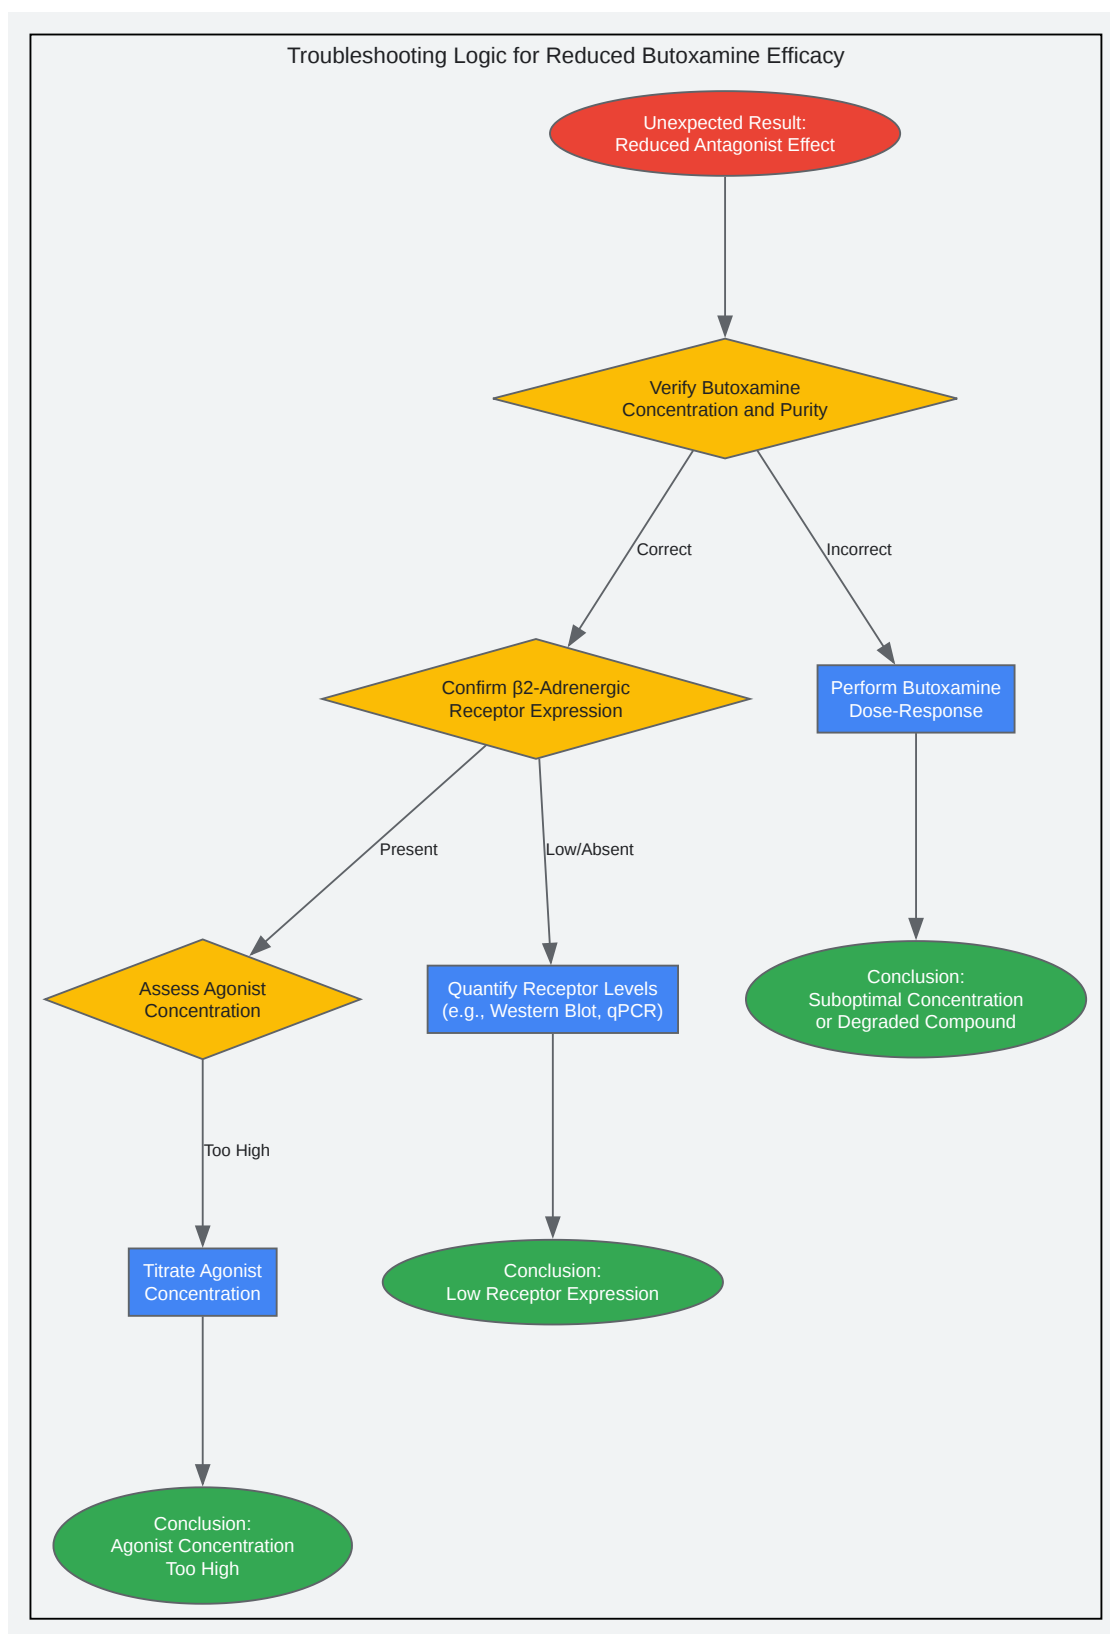 Troubleshooting Logic for Reduced Butoxamine Efficacy
Unexpected Result:
Reduced Antagonist Effect
Verify Butoxamine
Concentration and Purity
Correct
Incorrect
Confirm β2-Adrenergic
Receptor Expression
Perform Butoxamine
Dose-Response
Present
Low/Absent
Assess Agonist
Concentration
Quantify Receptor Levels
(e.g., Western Blot, qPCR)
Conclusion:
Suboptimal Concentration
or Degraded Compound
Too High
Titrate Agonist
Concentration
Conclusion:
Low Receptor Expression
Conclusion:
Agonist Concentration
Too High